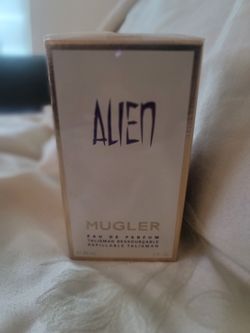 ALIEN
MUGLER
EAU DE PARFUM
TALISMAN RESSOURÇABLE
REFILLABLE TALISMAN